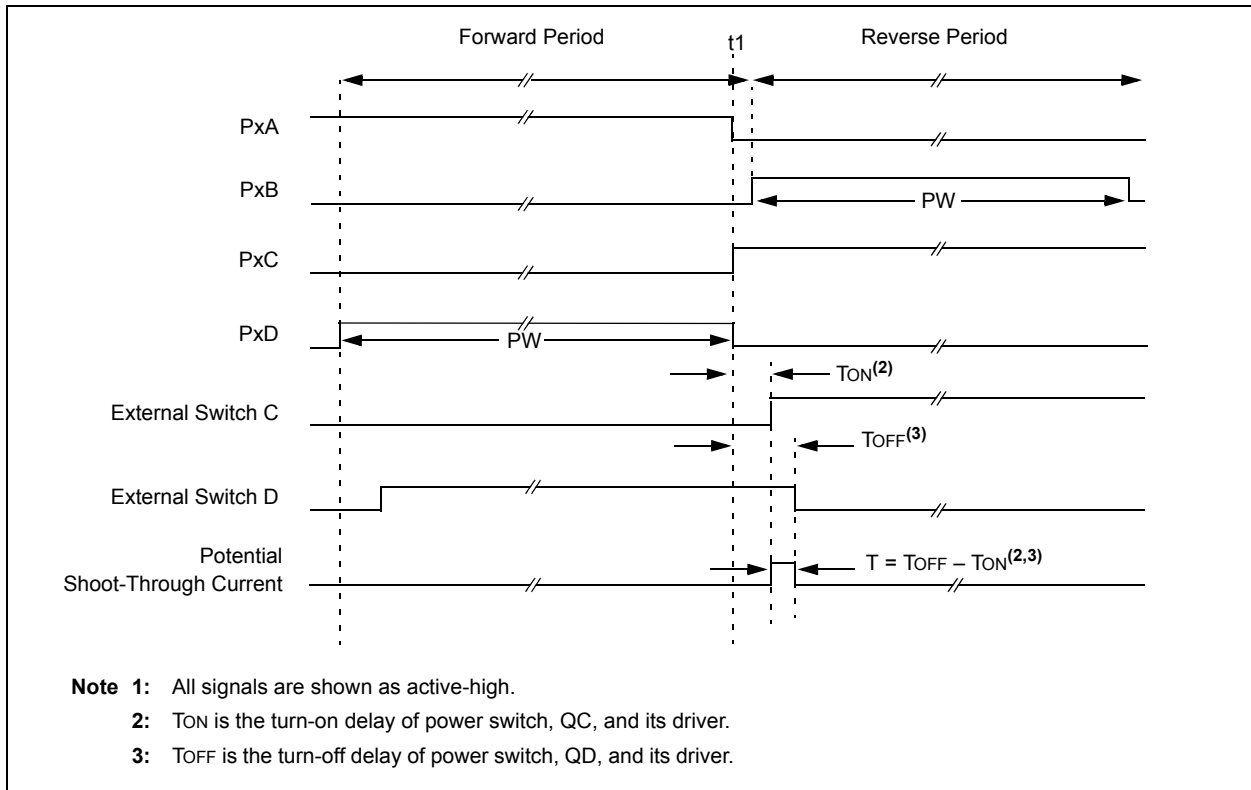 Forward Period t1 Reverse Period
PxA
PxB
PW
PxC
PxD
PW
TON(2)
External Switch C
TOFF(3)
External Switch D
Potential
Shoot-Through Current
T = TOFF – TON(2,3)
Note 1: All signals are shown as active-high.
2: TON is the turn-on delay of power switch, QC, and its driver.
3: TOFF is the turn-off delay of power switch, QD, and its driver.